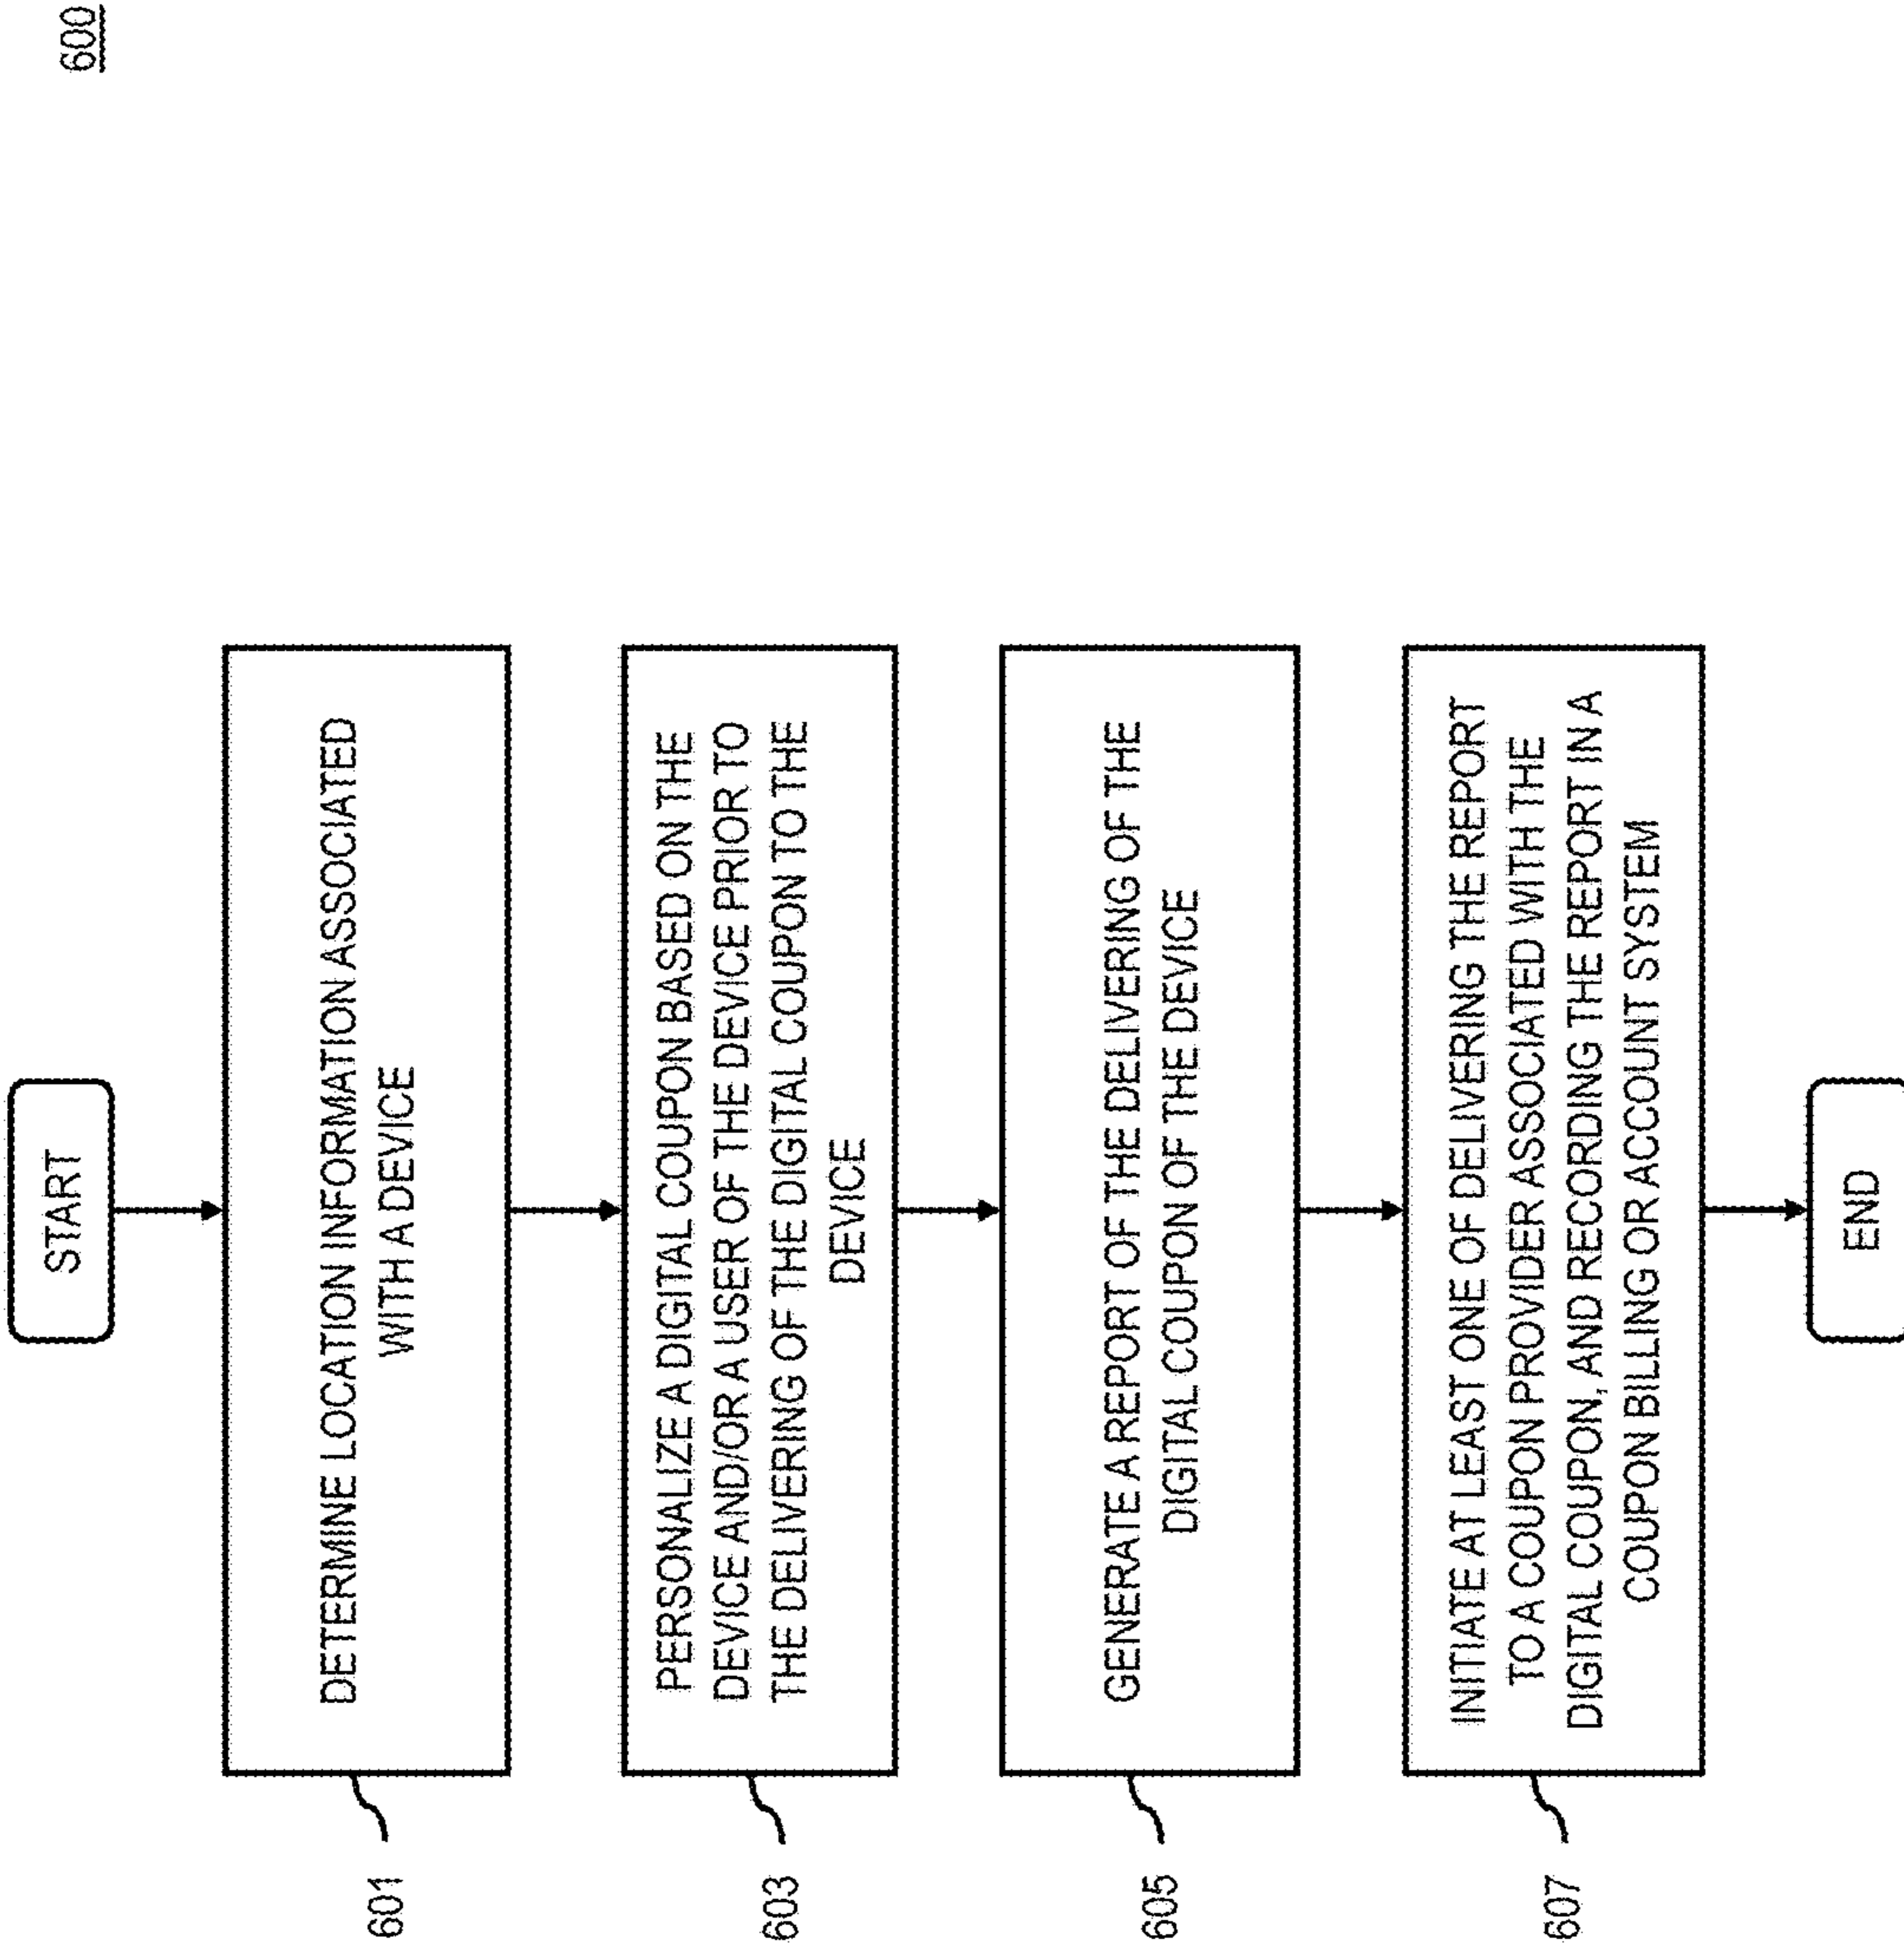 600
START
DETERMINE LOCATION INFORMATION ASSOCIATED
WITH A DEVICE
601
PERSONALIZE A DIGITAL COUPON BASED ON THE
DEVICE AND/OR A USER OF THE DEVICE PRIOR TO
THE DELIVERING OF THE DIGITAL COUPON TO THE
DEVICE
603
GENERATE A REPORT OF THE DELIVERING OF THE
DIGITAL COUPON OF THE DEVICE
605
INITIATE AT LEAST ONE OF DELIVERING THE REPORT
TO A COUPON PROVIDER ASSOCIATED WITH THE
DIGITAL COUPON, AND RECORDING THE REPORT IN A
COUPON BILLING OR ACCOUNT SYSTEM
607
END